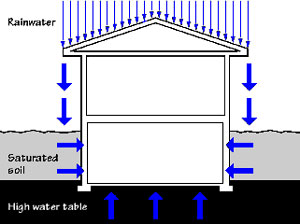 Rainwater
Saturated
soil
High water table